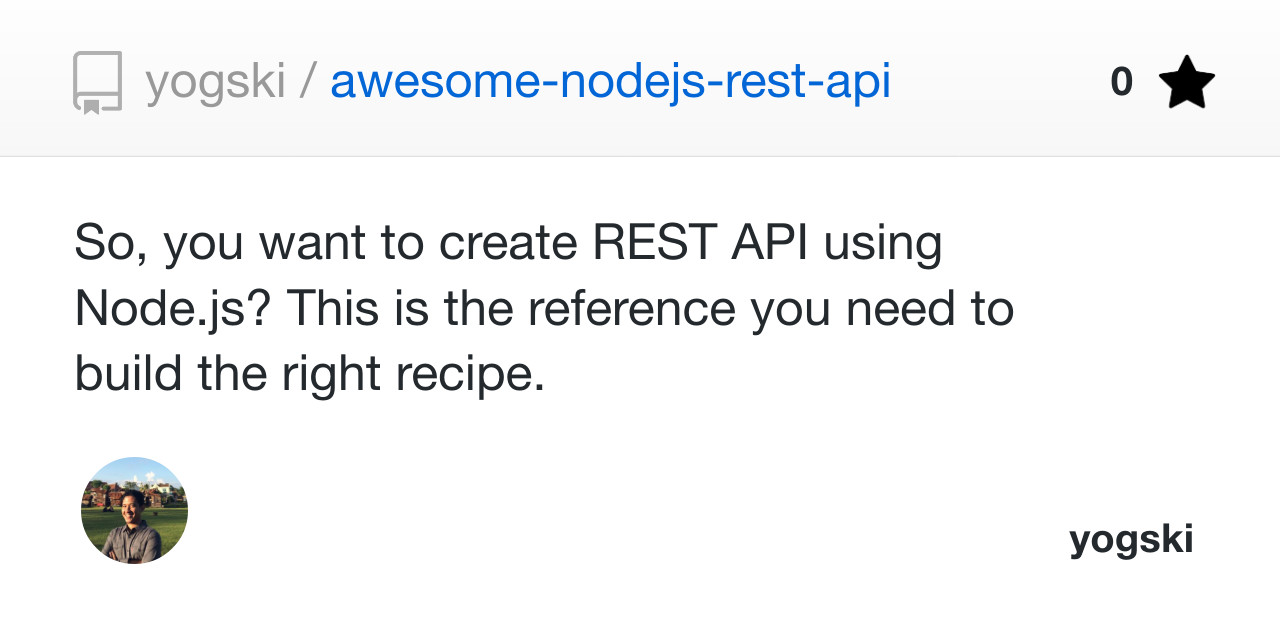 yogski / awesome-nodejs-rest-api 0
So, you want to create REST API using
Node.js? This is the reference you need to
build the right recipe.
yogski